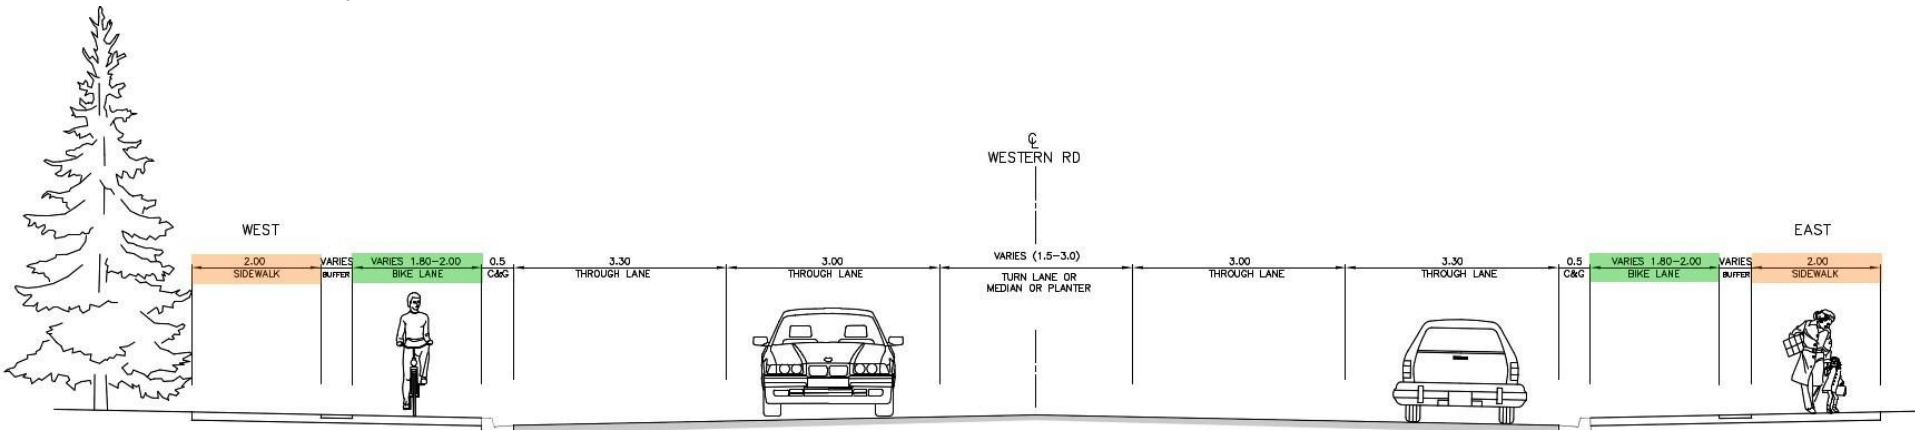 ℄
WESTERN RD
WEST
EAST
2.00
SIDEWALK
VARIES
BUFFER
VARIES 1.80-2.00
BIKE LANE
0.5
C&G
3.30
THROUGH LANE
3.00
THROUGH LANE
VARIES (1.5-3.0)
TURN LANE OR
MEDIAN OR PLANTER
3.00
THROUGH LANE
3.30
THROUGH LANE
0.5
C&G
VARIES 1.80-2.00
BIKE LANE
VARIES
BUFFER
2.00
SIDEWALK